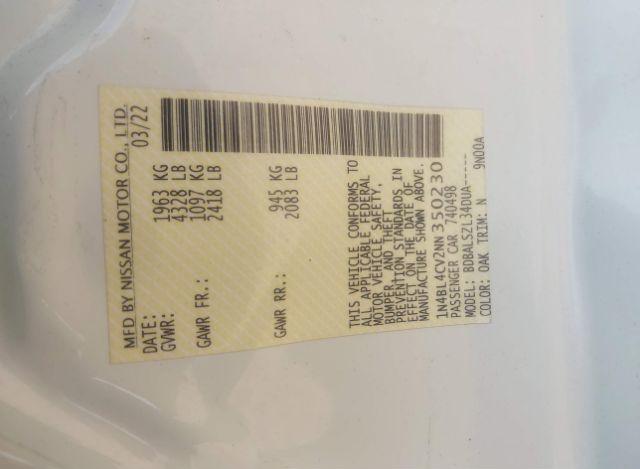 MFD BY NISSAN MOTOR CO., LTD.
DATE: 03/22
GVWR: 1963 KG
4328 LB
GAWR FR.: 1097 KG
2418 LB
GAWR RR.: 945 KG
2083 LB
THIS VEHICLE CONFORMS TO
ALL APPLICABLE FEDERAL
MOTOR VEHICLE SAFETY,
BUMPER, AND THEFT
PREVENTION STANDARDS IN
EFFECT ON THE DATE OF
MANUFACTURE SHOWN ABOVE.
1N4BL4CV2NN350230
PASSENGER CAR 740498
MODEL: BDBALSZL34DUA-----
COLOR: QAK TRIM: N 9N00A